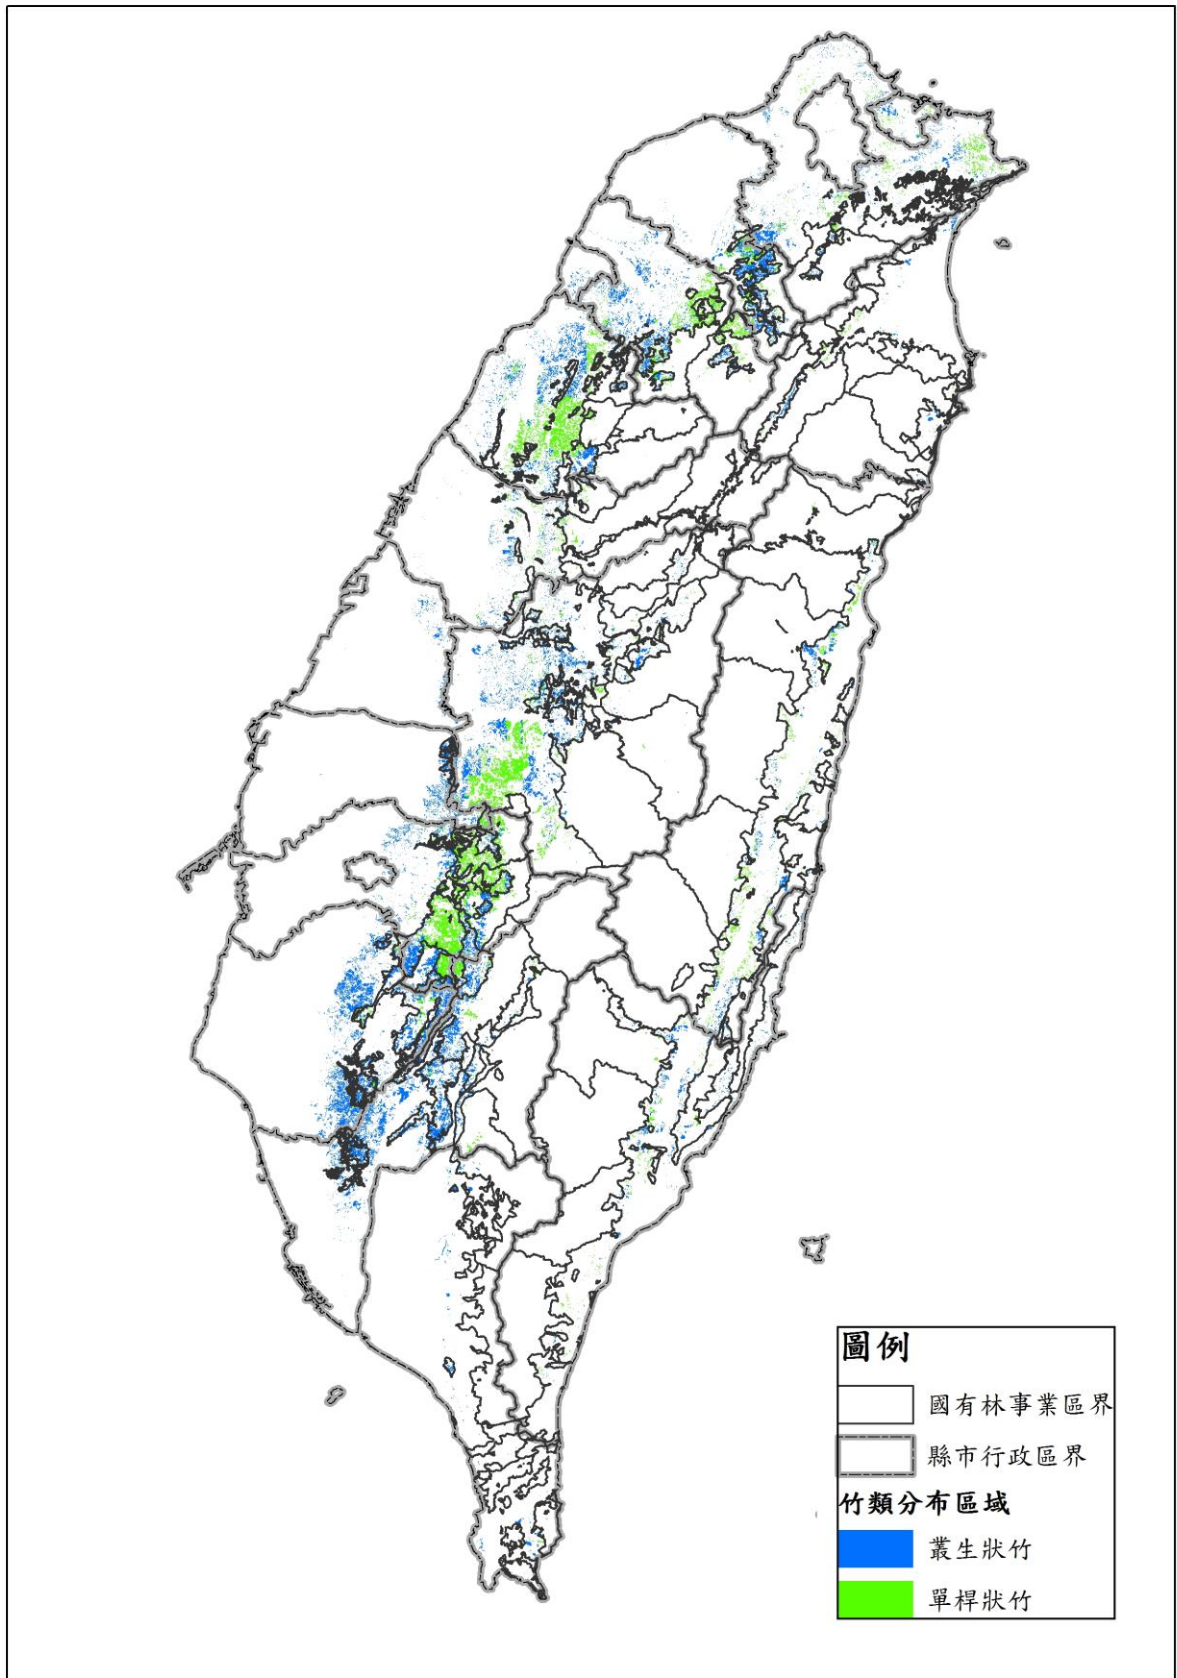 圖例
國有林事業區界
縣市行政區界
竹類分布區域
叢生狀竹
單桿狀竹